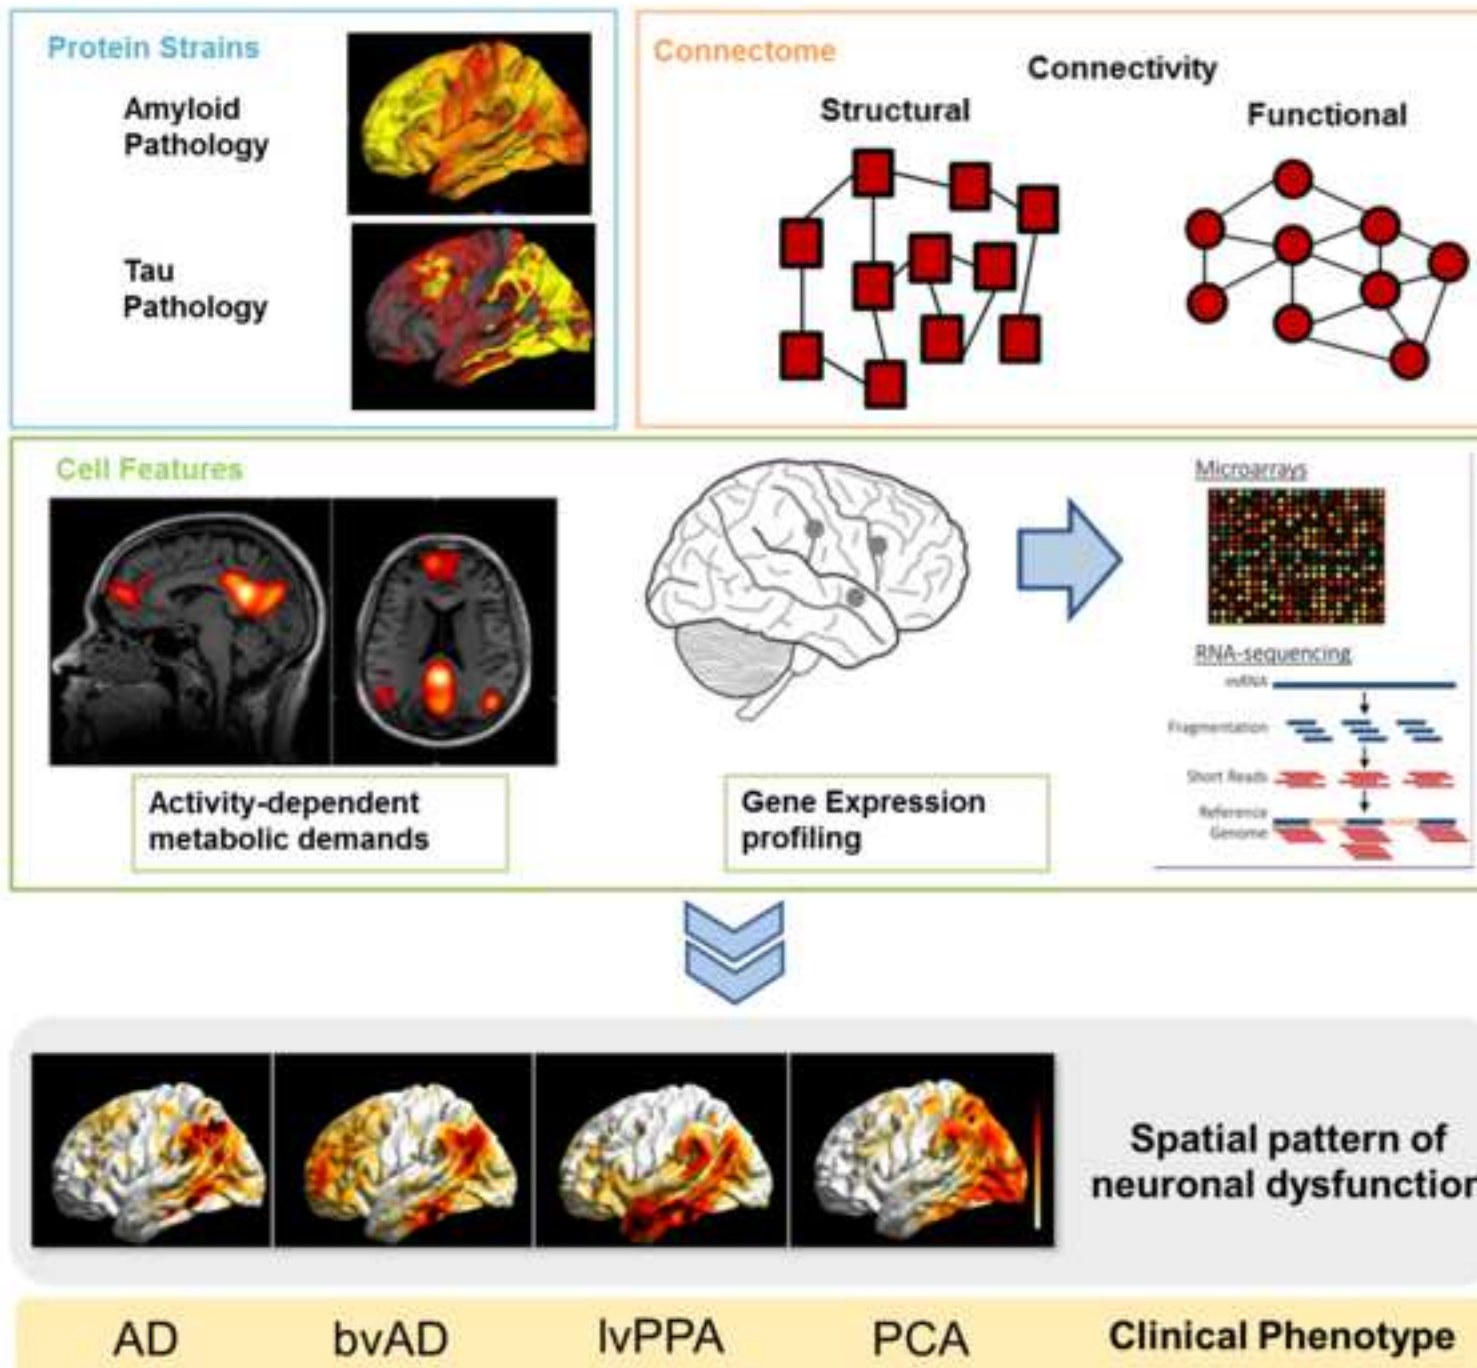 Protein Strains
Amyloid
Pathology
Tau
Pathology
Connectome
Connectivity
Structural
Functional
Cell Features
Activity-dependent
metabolic demands
Gene Expression
profiling
Microarrays
RNA-sequencing
mRNA
Fragmentation
Short Reads
Reference
Genome
Spatial pattern of
neuronal dysfunction
AD bvAD lvPPA PCA Clinical Phenotype